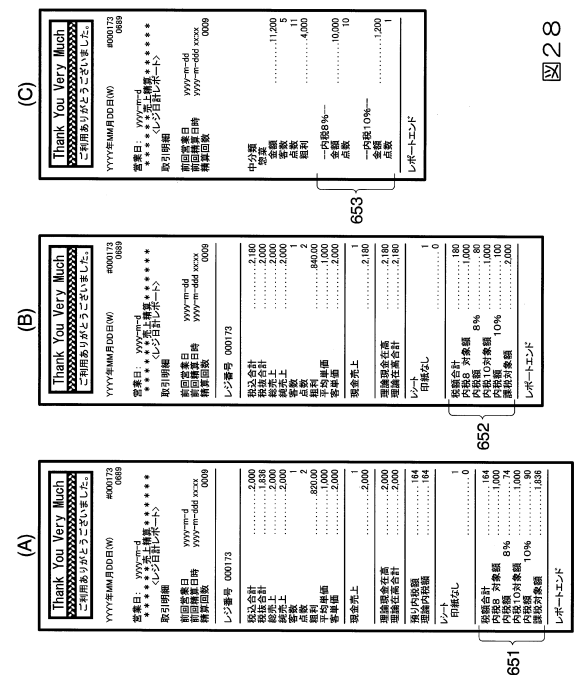 (A)
Thank You Very Much
ご利用ありがとうございました。
YYYY年MM月DD日(W) #000173
0689
営業日: yyyy-m-d
******売上精算******
<レジ日計レポート>
取引明細
前回営業日 yyyy-m-dd
前回精算日時 yyyy-m-ddd xx:xx
精算回数 0009
レジ番号 000173
税込合計 ............2,000
税抜合計 ............1,836
総売上 ............2,000
純売上 ............2,000
客数 1
点数 2
粗利 ............820.00
平均単価 ............1,000
客単価 ............2,000
現金売上 1
............2,000
理論現金在高 ............2,000
理論在高合計 ............2,000
預り内税額 ............164
理論内税額 ............164
レシート
印紙なし 1
............0
税額合計 164
内税8 対象額 ............1,000
内税額 8% 74
内税10対象額 ............1,000
内税額 10% 90
課税対象額 ............1,836
レポートエンド
651
(B)
Thank You Very Much
ご利用ありがとうございました。
YYYY年MM月DD日(W) #000173
0689
営業日: yyyy-m-d
******売上精算******
<レジ日計レポート>
取引明細
前回営業日 yyyy-m-dd
前回精算日時 yyyy-m-ddd xx:xx
精算回数 0009
レジ番号 000173
税込合計 ............2,180
税抜合計 ............2,000
総売上 ............2,000
純売上 ............2,000
客数 1
点数 2
粗利 ............840.00
平均単価 ............1,000
客単価 ............2,000
現金売上 1
............2,180
理論現金在高 ............2,180
理論在高合計 ............2,180
レシート
印紙なし 1
............0
税額合計 180
内税8 対象額 ............1,000
内税額 8% 80
内税10対象額 ............1,000
内税額 10% 100
課税対象額 ............2,000
レポートエンド
652
(C)
Thank You Very Much
ご利用ありがとうございました。
YYYY年MM月DD日(W) #000173
0689
営業日: yyyy-m-d
******売上精算******
<レジ日計レポート>
取引明細
前回営業日 yyyy-m-dd
前回精算日時 yyyy-m-ddd xx:xx
精算回数 0009
中分類
惣菜
金額 ............11,200
客数 5
点数 11
粗利 ............4,000
--内税8%--
金額 ............10,000
点数 10
--内税10%--
金額 ............1,200
点数 1
レポートエンド
653
図28